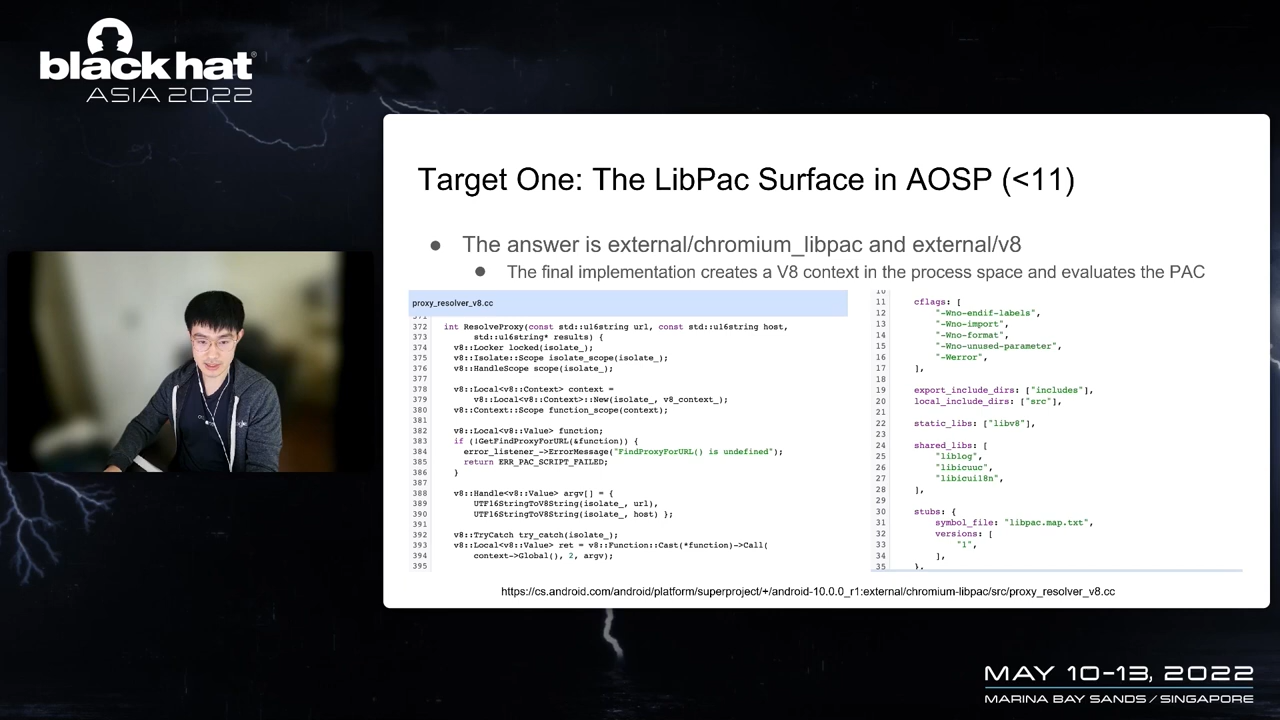 black hat®
ASIA 2022
Target One: The LibPac Surface in AOSP (<11)
● The answer is external/chromium_libpac and external/v8
● The final implementation creates a V8 context in the process space and evaluates the PAC
proxy_resolver_v8.cc
372 int ResolveProxy(const std::u16string url, const std::u16string host,
373 std::u16string* results) {
374 v8::Locker locked(isolate_);
375 v8::Isolate::Scope isolate_scope(isolate_);
376 v8::HandleScope scope(isolate_);
377
378 v8::Local<v8::Context> context =
379 v8::Local<v8::Context>::New(isolate_, v8_context_);
380 v8::Context::Scope function_scope(context);
381
382 v8::Local<v8::Value> function;
383 if (!GetFindProxyForURL(&function)) {
384 error_listener_->ErrorMessage("FindProxyForURL() is undefined");
385 return ERR_PAC_SCRIPT_FAILED;
386 }
387
388 v8::Handle<v8::Value> argv[] = {
389 UTF16StringToV8String(isolate_, url),
390 UTF16StringToV8String(isolate_, host) };
391
392 v8::TryCatch try_catch(isolate_);
393 v8::Local<v8::Value> ret = v8::Function::Cast(*function)->Call(
394 context->Global(), 2, argv);
395
11 cflags: [
12 "-Wno-endif-labels",
13 "-Wno-import",
14 "-Wno-format",
15 "-Wno-unused-parameter",
16 "-Werror",
17 ],
18
19 export_include_dirs: ["includes"],
20 local_include_dirs: ["src"],
21
22 static_libs: ["libv8"],
23
24 shared_libs: [
25 "liblog",
26 "libicuuc",
27 "libicui18n",
28 ],
29
30 stubs: {
31 symbol_file: "libpac.map.txt",
32 versions: [
33 "1",
34 ],
35 },
https://cs.android.com/android/platform/superproject/+/android-10.0.0_r1:external/chromium-libpac/src/proxy_resolver_v8.cc
MAY 10-13, 2022
MARINA BAY SANDS / SINGAPORE